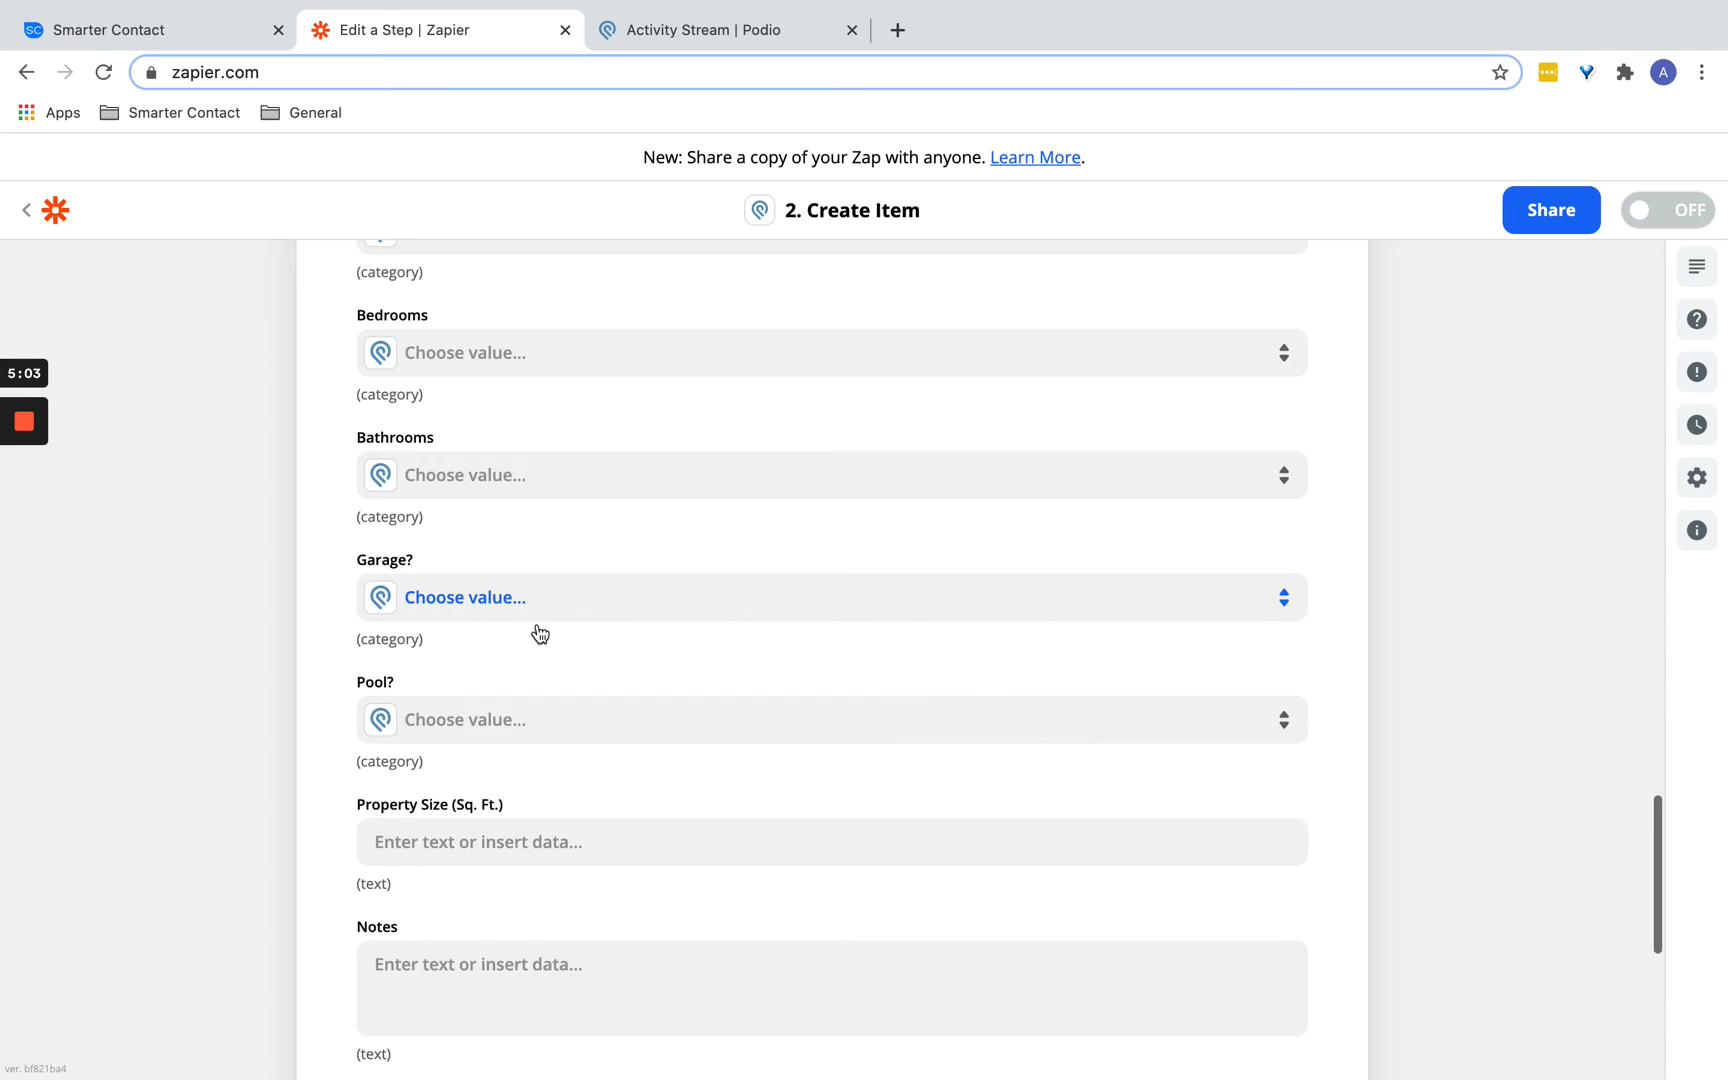 SC Smarter Contact
Edit a Step | Zapier
Activity Stream | Podio
zapier.com
A
Apps
Smarter Contact
General
New: Share a copy of your Zap with anyone. Learn More.
2. Create Item
Share
OFF
(category)
Bedrooms
Choose value...
(category)
5:03
Bathrooms
Choose value...
(category)
Garage?
Choose value...
(category)
Pool?
Choose value...
(category)
Property Size (Sq. Ft.)
Enter text or insert data...
(text)
Notes
Enter text or insert data...
(text)
ver. bf821ba4